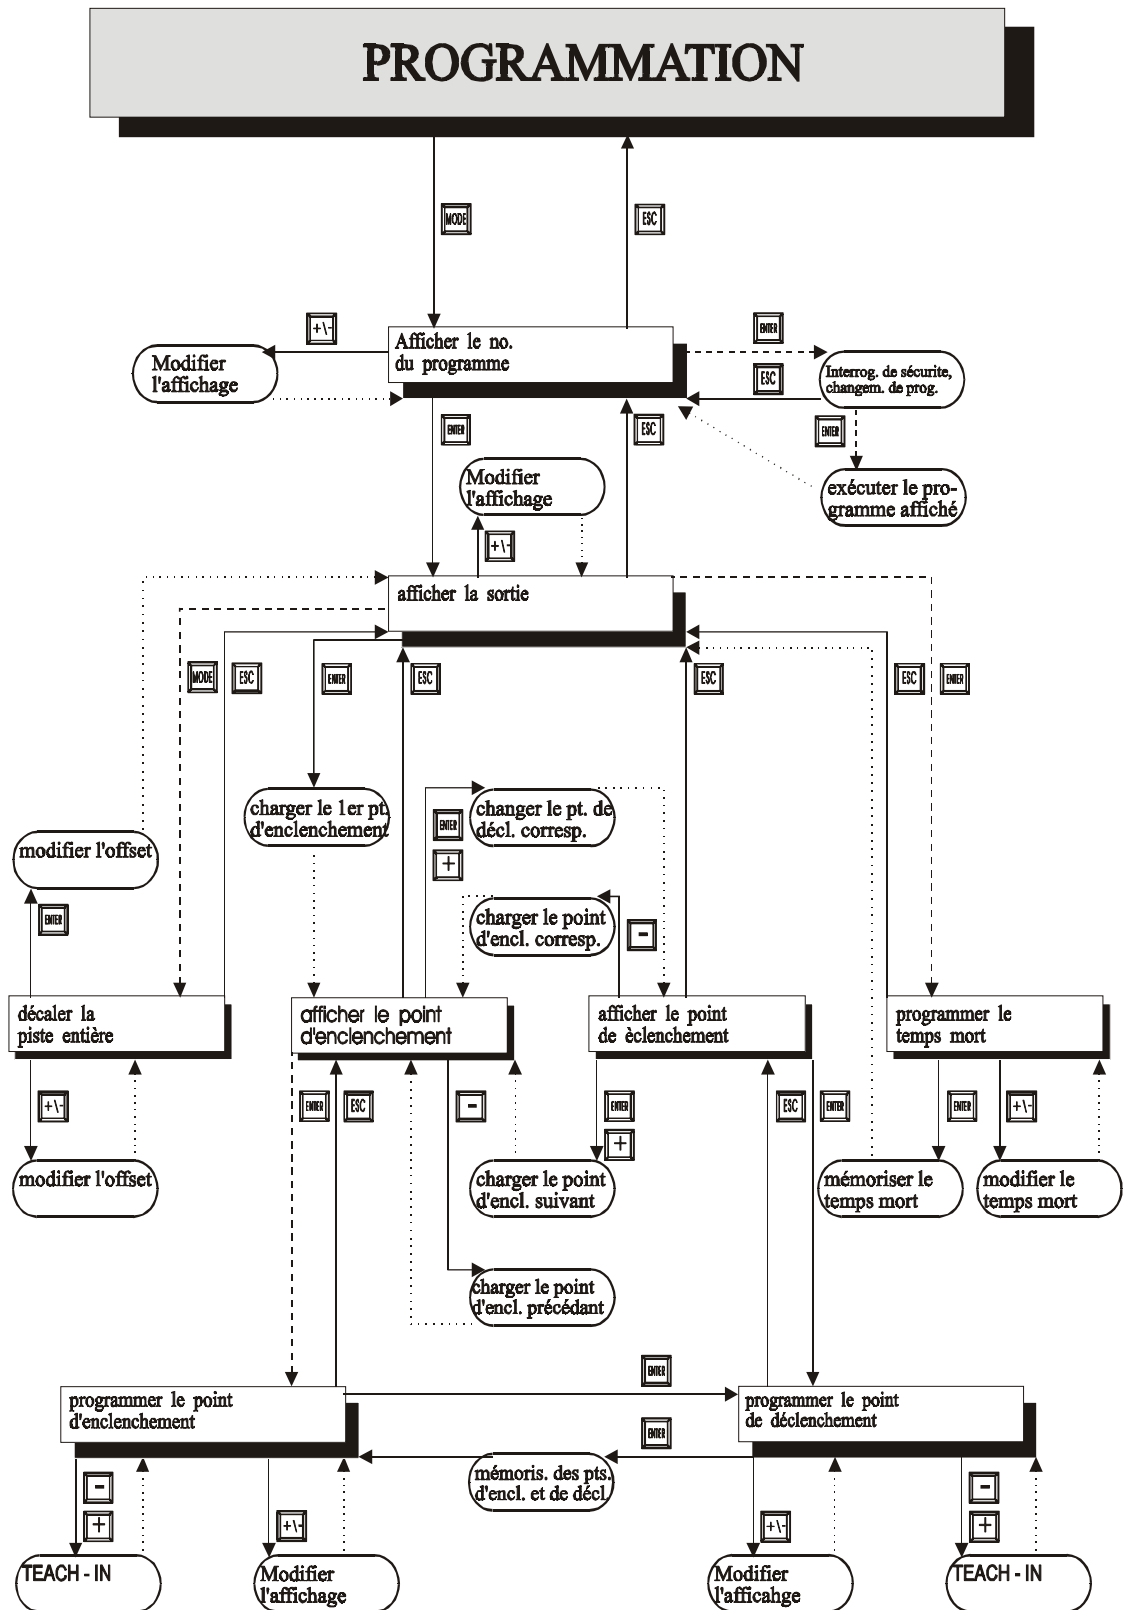 PROGRAMMATION
MODE
ESC
+\-
Afficher le no.
du programme
ENTER
Modifier
l'affichage
ESC
Interrog. de sécurite,
changem. de prog.
ENTER
ESC
ENTER
Modifier
l'affichage
exécuter le pro-
gramme affiché
+\-
afficher la sortie
MODE
ESC
ENTER
ESC
ESC
ESC
ENTER
charger le 1er pt.
d'enclenchement
ENTER
+
changer le pt. de
décl. corresp.
modifier l'offset
ENTER
charger le point
d'encl. corresp.
-
décaler la
piste entière
afficher le point
d'enclenchement
afficher le point
de èclenchement
programmer le
temps mort
+\-
ENTER
ESC
-
ENTER
+
ESC
ENTER
ENTER
+\-
modifier l'offset
charger le point
d'encl. suivant
mémoriser le
temps mort
modifier le
temps mort
charger le point
d'encl. précédant
ENTER
programmer le point
d'enclenchement
programmer le point
de déclenchement
ENTER
mémoris. des pts.
d'encl. et de décl.
-
+
+\-
+\-
-
+
TEACH - IN
Modifier
l'affichage
Modifier
l'afficahge
TEACH - IN